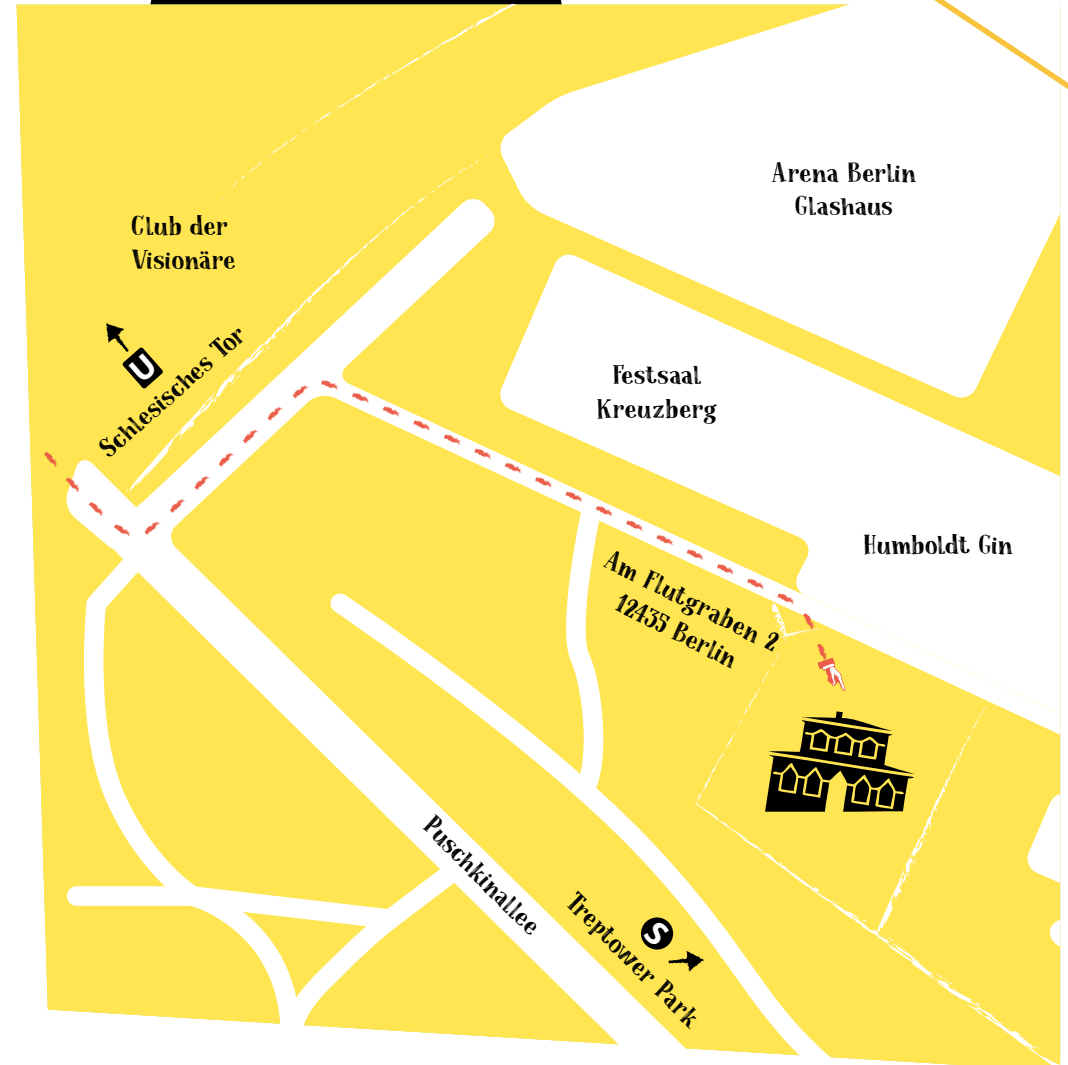 Arena Berlin
Glashaus
Club der
Visionäre
U
Schlesisches Tor
Festsaal
Kreuzberg
Humboldt Gin
Am Flutgraben 2
12435 Berlin
Puschkinallee
S
Treptower Park